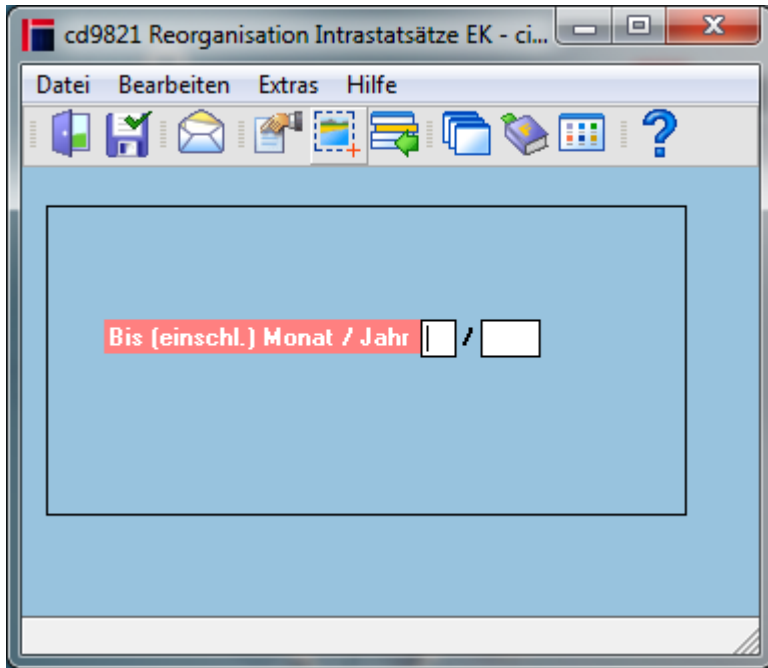 cd9821 Reorganisation Intrastatsätze EK - ci...
Datei Bearbeiten Extras Hilfe
Bis (einschl.) Monat / Jahr /